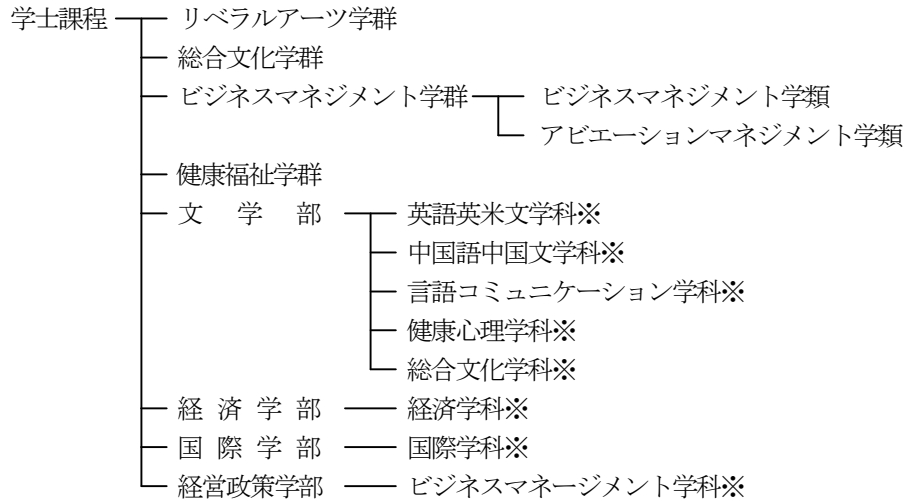 学士課程 リベラルアーツ学群
総合文化学群
ビジネスマネジメント学群 ビジネスマネジメント学類
アビエーションマネジメント学類
健康福祉学群
文学部 英語英米文学科※
中国語中国文学科※
言語コミュニケーション学科※
健康心理学科※
総合文化学科※
経済学部 経済学科※
国際学部 国際学科※
経営政策学部 ビジネスマネージメント学科※